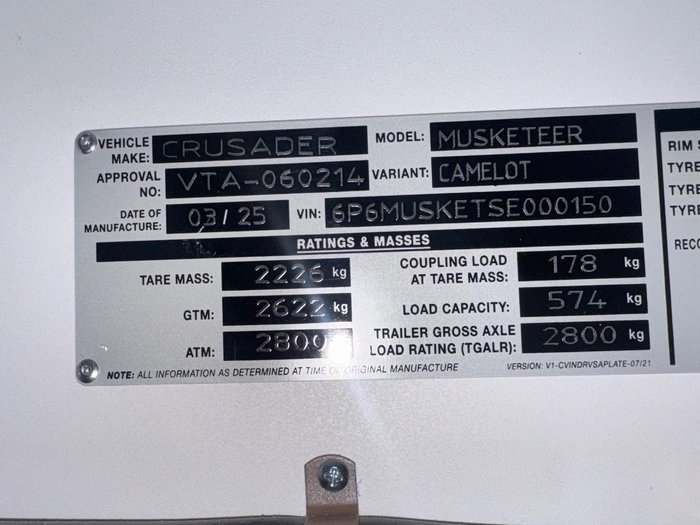 VEHICLE MAKE: CRUSADER MODEL: MUSKETEER
APPROVAL NO: VTA-060214 VARIANT: CAMELOT
DATE OF MANUFACTURE: 03/25 VIN: 6P6MUSKETSE000150
RATINGS & MASSES
TARE MASS: 2226 kg COUPLING LOAD AT TARE MASS: 178 kg
GTM: 2622 kg LOAD CAPACITY: 574 kg
ATM: 2800 TRAILER GROSS AXLE LOAD RATING (TGALR): 2800 kg
NOTE: ALL INFORMATION AS DETERMINED AT TIME OF ORIGINAL MANUFACTURE VERSION: V1-CVINDRVSAPLATE-07/21
RIM
TYRE
TYRE
RECO